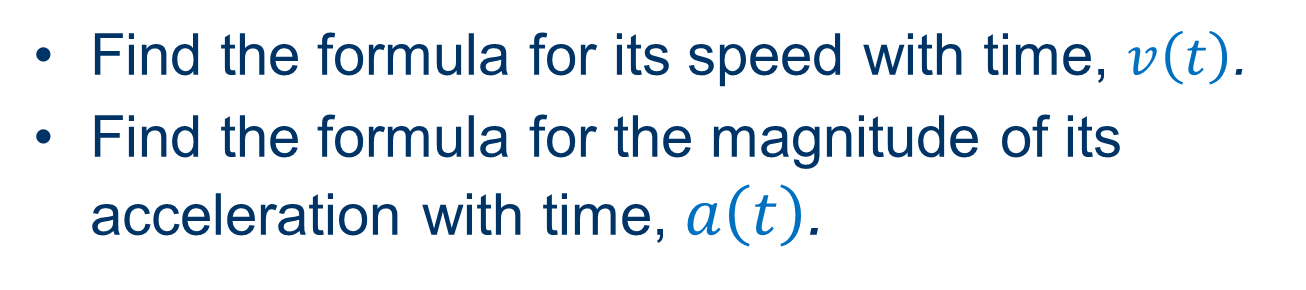 • Find the formula for its speed with time, 𝑣(𝑡).
• Find the formula for the magnitude of its
acceleration with time, 𝑎(𝑡).